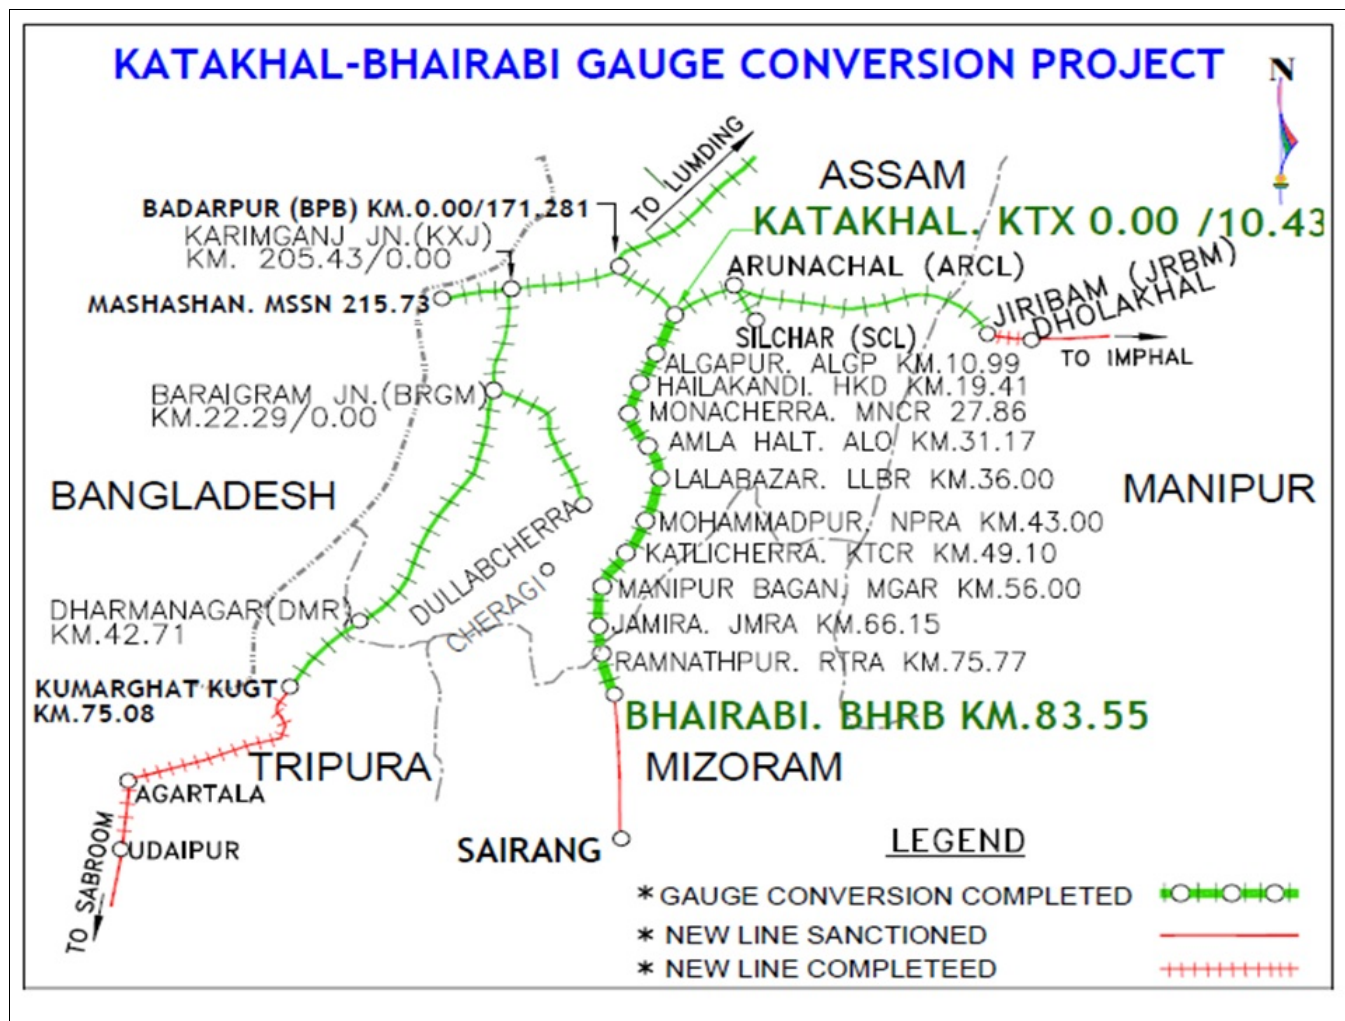 KATAKHAL-BHAIRABI GAUGE CONVERSION PROJECT
N
TO LUMDING
ASSAM
BADARPUR (BPB) KM.0.00/171.281
KATAKHAL. KTX 0.00 /10.43
KARIMGANJ JN.(KXJ)
KM. 205.43/0.00
ARUNACHAL (ARCL)
JIRIBAM (JRBM)
DHOLAKHAL
MASHASHAN. MSSN 215.73
SILCHAR (SCL)
TO IMPHAL
ALGAPUR. ALGP KM.10.99
HAILAKANDI. HKD KM.19.41
BARAIGRAM JN.(BRGM)
KM.22.29/0.00
MONACHERRA. MNCR 27.86
AMLA HALT. ALO KM.31.17
LALABAZAR. LLBR KM.36.00
BANGLADESH
MANIPUR
MOHAMMADPUR. NPRA KM.43.00
KATLICHERRA. KTCR KM.49.10
DULLABCHERRA
CHERAGI
MANIPUR BAGAN. MGAR KM.56.00
DHARMANAGAR(DMR)
KM.42.71
JAMIRA. JMRA KM.66.15
RAMNATHPUR. RTRA KM.75.77
KUMARGHAT KUGT
KM.75.08
BHAIRABI. BHRB KM.83.55
TRIPURA
MIZORAM
AGARTALA
UDAIPUR
TO SABROOM
SAIRANG
LEGEND
* GAUGE CONVERSION COMPLETED
* NEW LINE SANCTIONED
* NEW LINE COMPLETEED